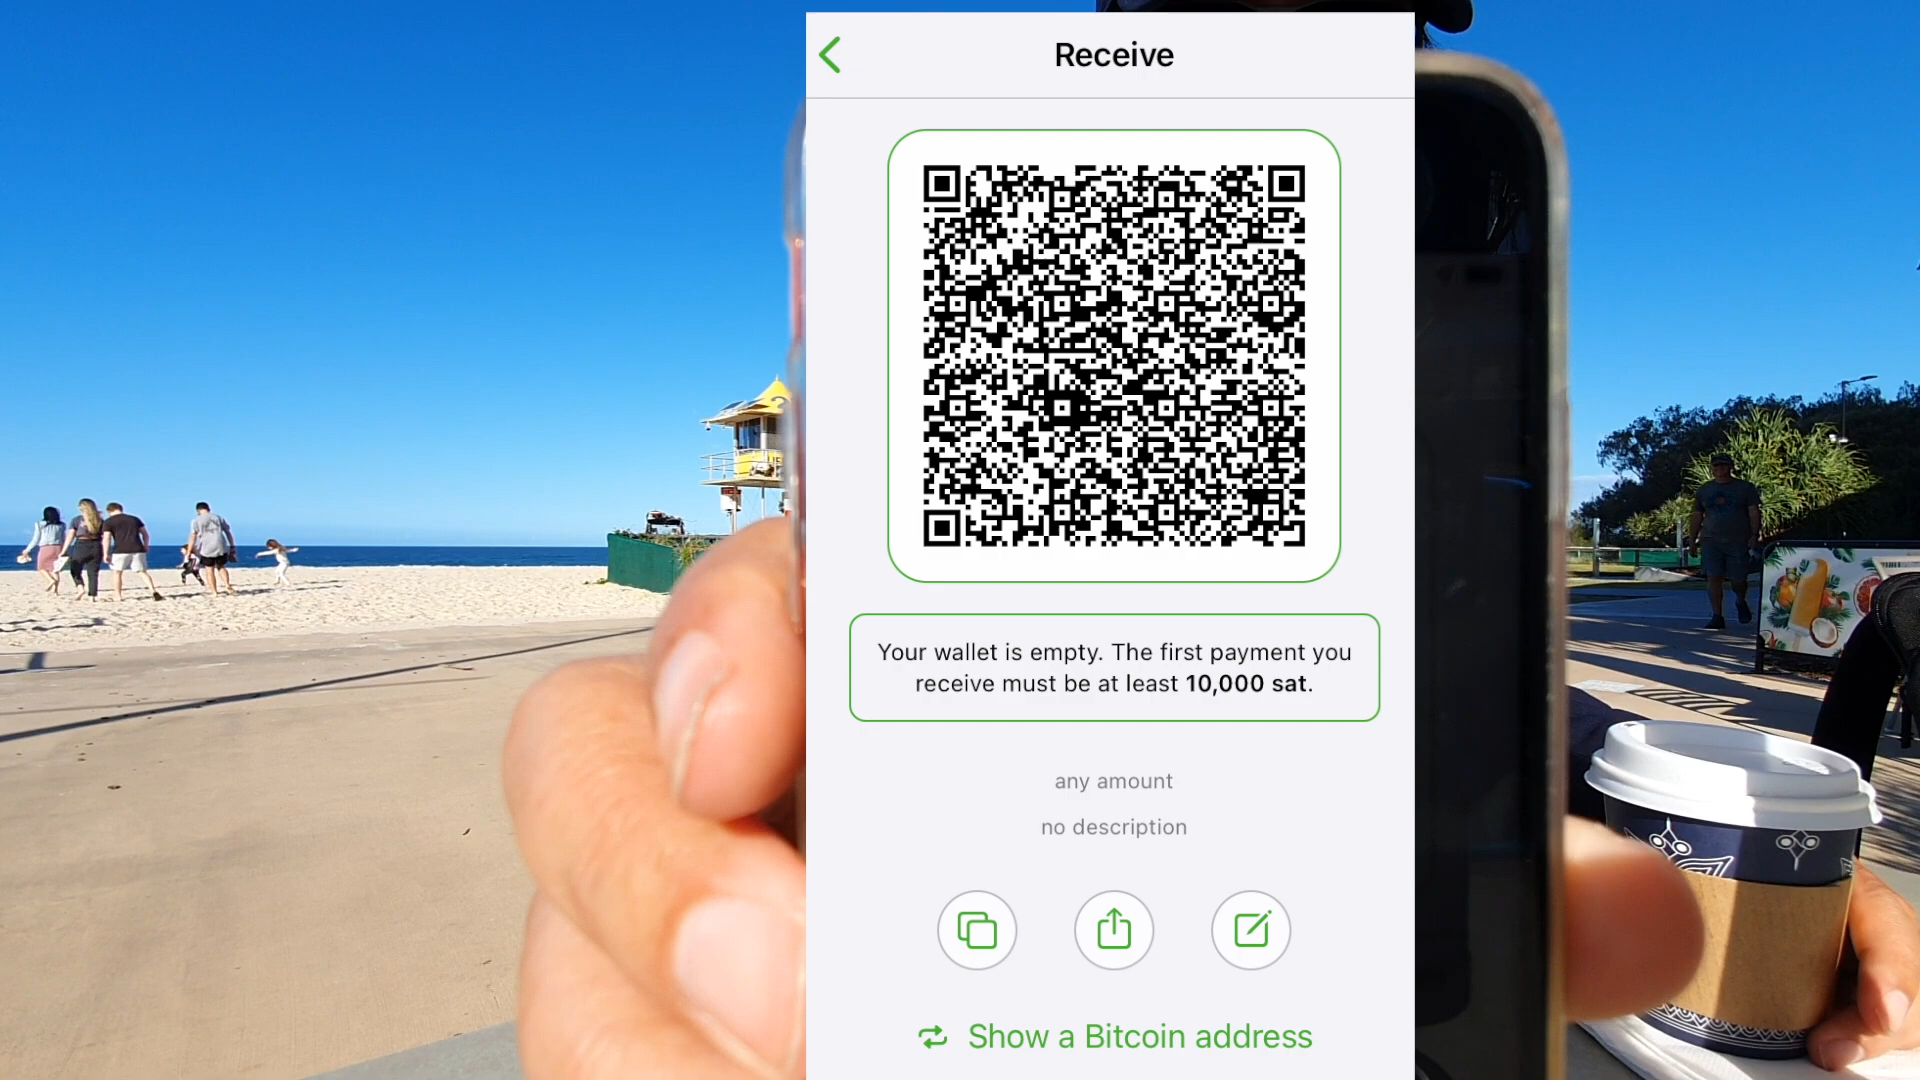 Receive
Your wallet is empty. The first payment you
receive must be at least 10,000 sat.
any amount
no description
Show a Bitcoin address